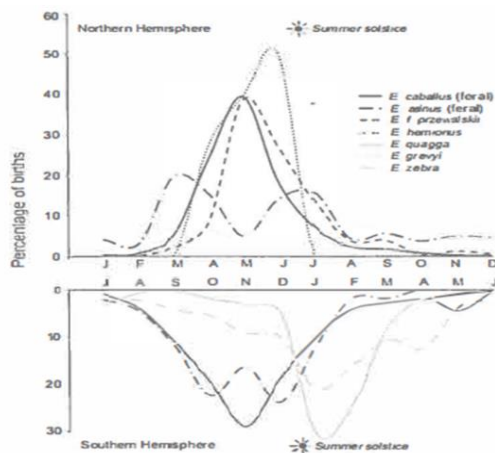 60
Northern Hemisphere
Summer solstice
50
40
30
20
10
0
Percentage of births
E caballus (feral)
E asinus (feral)
E f przewalskii
E hemionus
E quagga
E grevyi
E zebra
J F M A M J J A S O N D
J A S O N D J F M A M J
0
10
20
30
Southern Hemisphere
Summer solstice